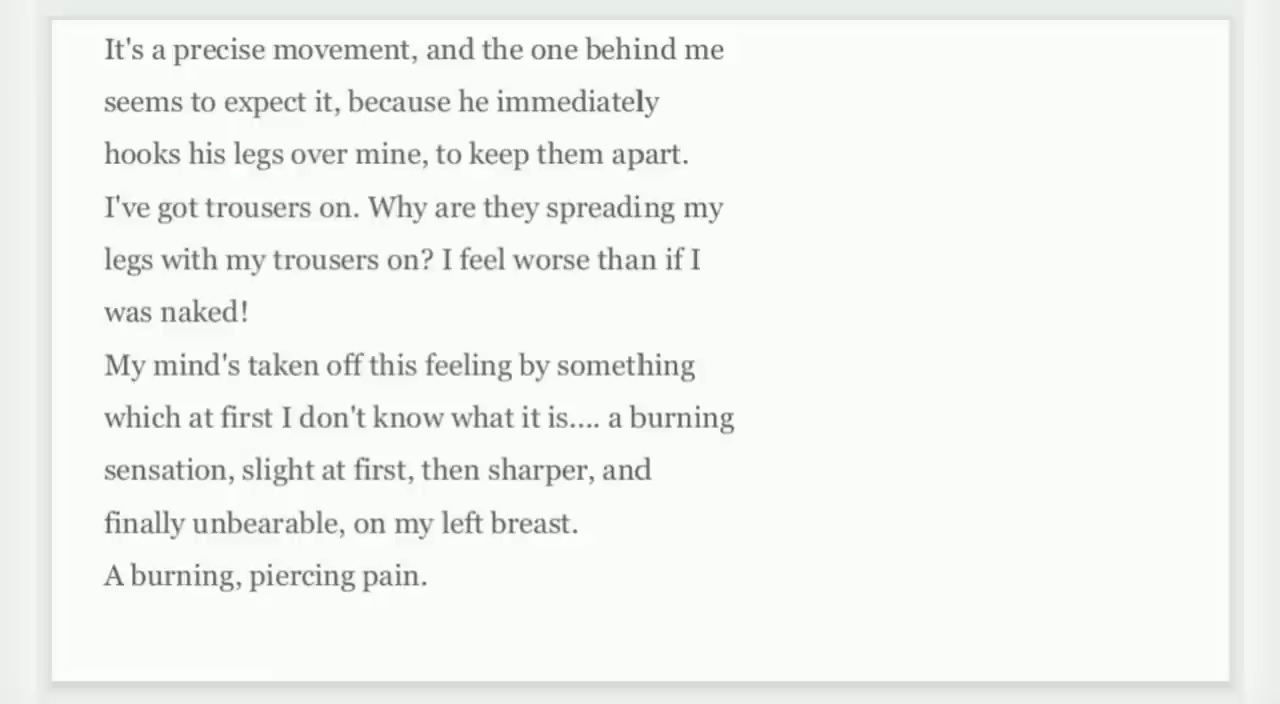 It's a precise movement, and the one behind me
seems to expect it, because he immediately
hooks his legs over mine, to keep them apart.
I've got trousers on. Why are they spreading my
legs with my trousers on? I feel worse than if I
was naked!
My mind's taken off this feeling by something
which at first I don't know what it is.... a burning
sensation, slight at first, then sharper, and
finally unbearable, on my left breast.
A burning, piercing pain.